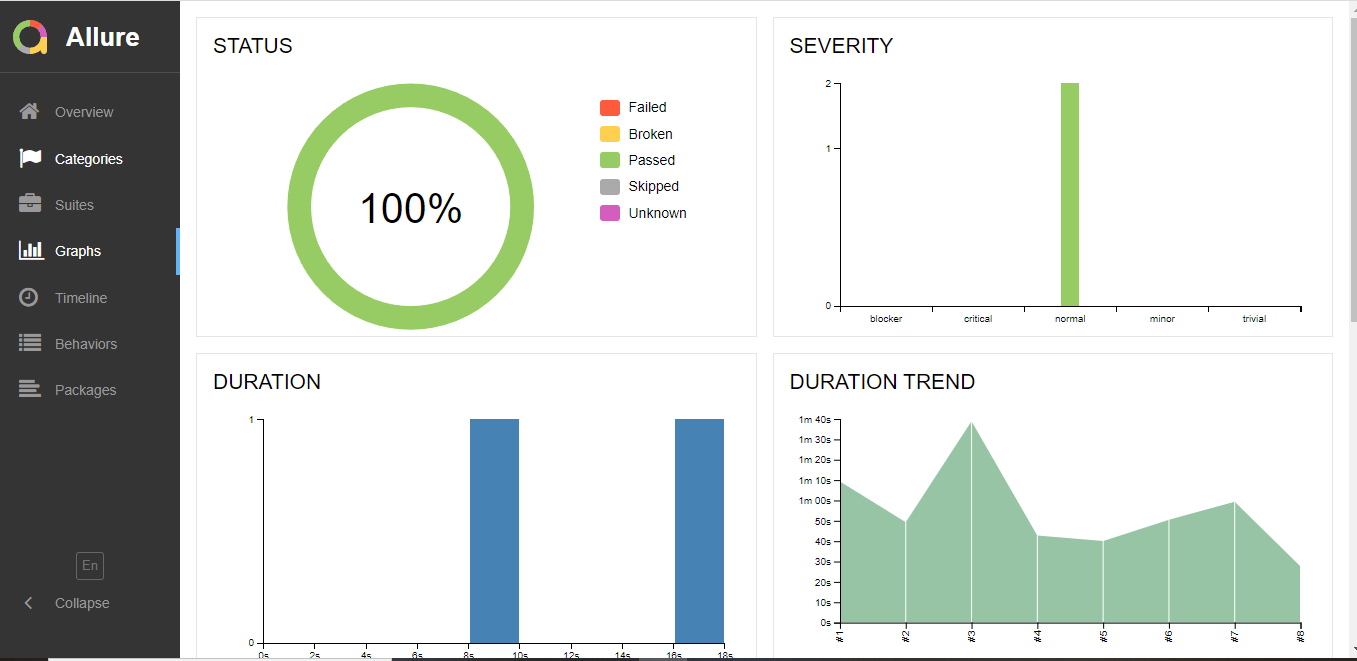 Allure
Overview
Categories
Suites
Graphs
Timeline
Behaviors
Packages
En
Collapse
STATUS
100%
Failed
Broken
Passed
Skipped
Unknown
SEVERITY
2
1
0
blocker critical normal minor trivial
DURATION
1
0
0s 2s 4s 6s 8s 10s 12s 14s 16s 18s
DURATION TREND
1m 40s
1m 30s
1m 20s
1m 10s
1m 00s
50s
40s
30s
20s
10s
0s
#1 #2 #3 #4 #5 #6 #7 #8